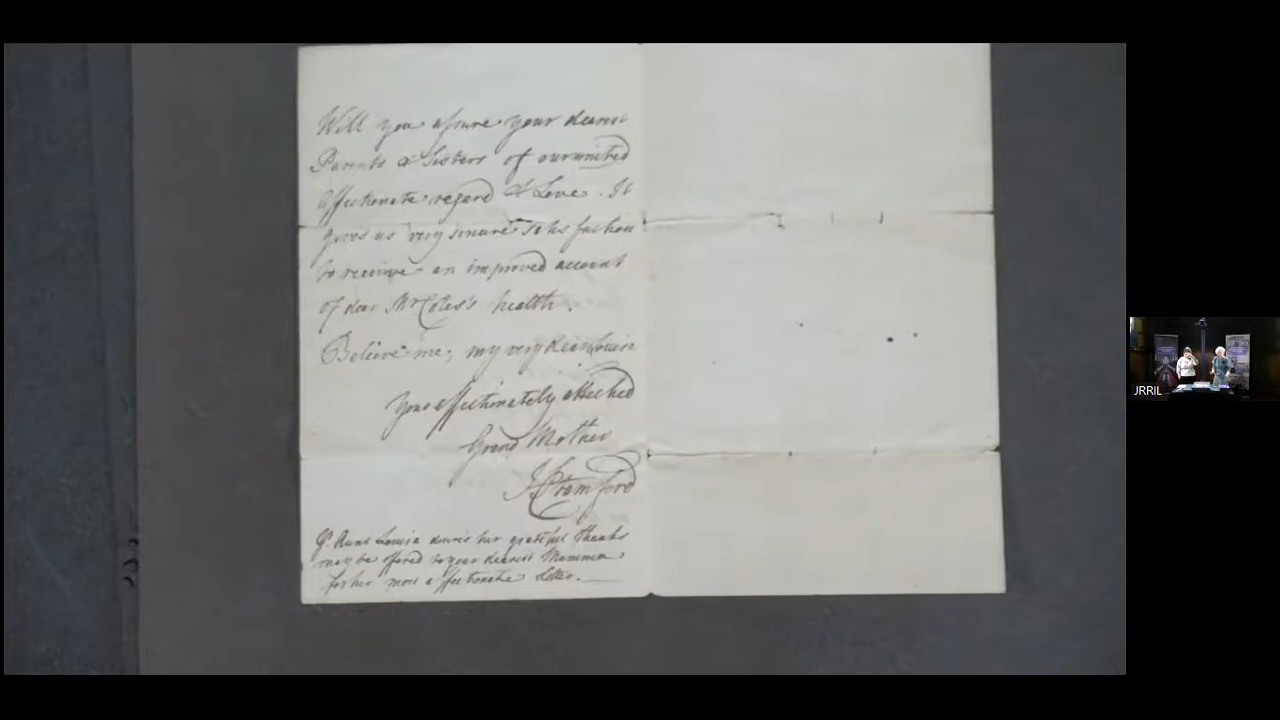 Will you assure your dearest
Parents & Sisters of our united
affectionate regard & Love. It
gives us very sincere satisfaction
to receive an improved account
of dear Mr Coles's health.
Believe me, my very dear Louisa
Your affectionately attached
Grand Mother
J Stamford
Yr Aunt Louisa desires her grateful thanks
may be offered to your dearest Mamma
for her most affectionate Letter.
JRRIL